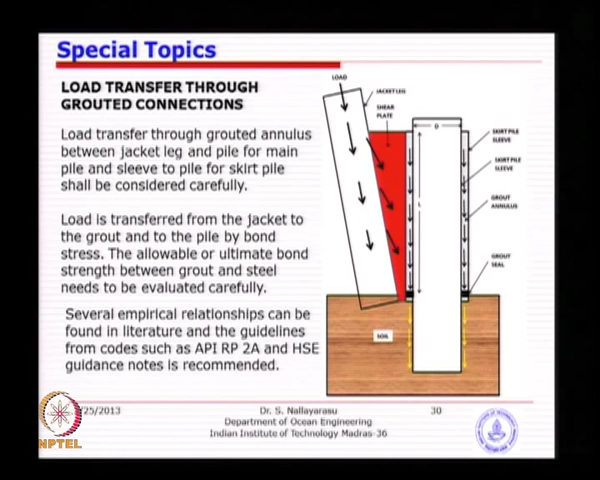 Special Topics
LOAD TRANSFER THROUGH
GROUTED CONNECTIONS
Load transfer through grouted annulus
between jacket leg and pile for main
pile and sleeve to pile for skirt pile
shall be considered carefully.
Load is transferred from the jacket to
the grout and to the pile by bond
stress. The allowable or ultimate bond
strength between grout and steel
needs to be evaluated carefully.
Several empirical relationships can be
found in literature and the guidelines
from codes such as API RP 2A and HSE
guidance notes is recommended.
LOAD
JACKET LEG
SHEAR
PLATE
D
L
SKIRT PILE
SLEEVE
SKIRT PILE
SLEEVE
GROUT
ANNULUS
GROUT
SEAL
SOIL
/25/2013
Dr. S. Nallayarasu
Department of Ocean Engineering
Indian Institute of Technology Madras-36
30
NPTEL